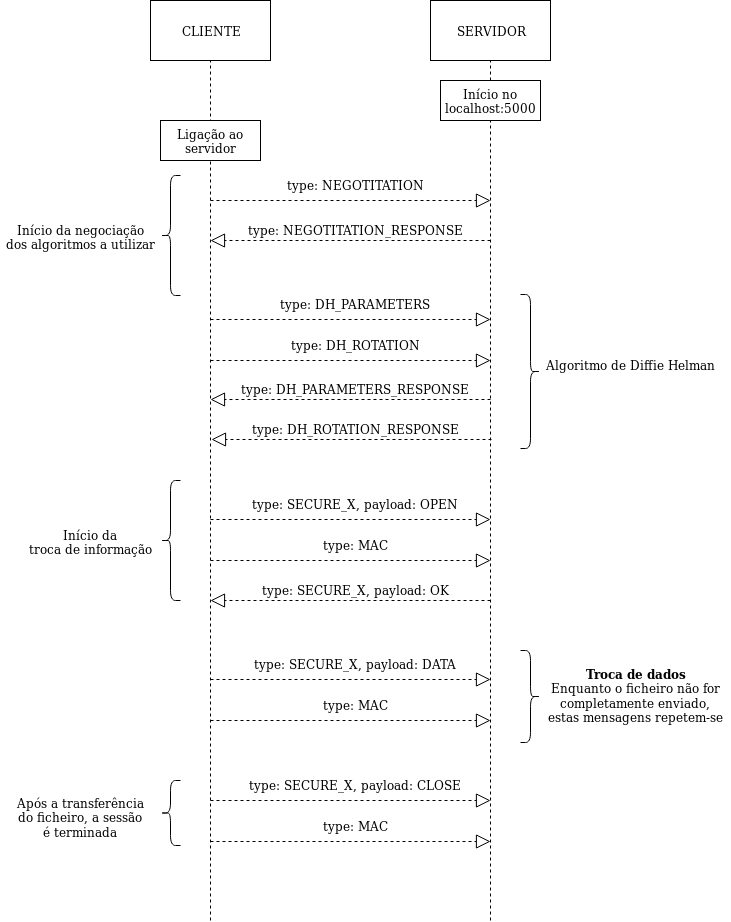 CLIENTE
SERVIDOR
Início no
localhost:5000
Ligação ao
servidor
type: NEGOTITATION
type: NEGOTITATION_RESPONSE
Início da negociação
dos algoritmos a utilizar
type: DH_PARAMETERS
type: DH_ROTATION
type: DH_PARAMETERS_RESPONSE
type: DH_ROTATION_RESPONSE
Algoritmo de Diffie Helman
type: SECURE_X, payload: OPEN
type: MAC
type: SECURE_X, payload: OK
Início da
troca de informação
type: SECURE_X, payload: DATA
type: MAC
Troca de dados
Enquanto o ficheiro não for
completamente enviado,
estas mensagens repetem-se
type: SECURE_X, payload: CLOSE
type: MAC
Após a transferência
do ficheiro, a sessão
é terminada